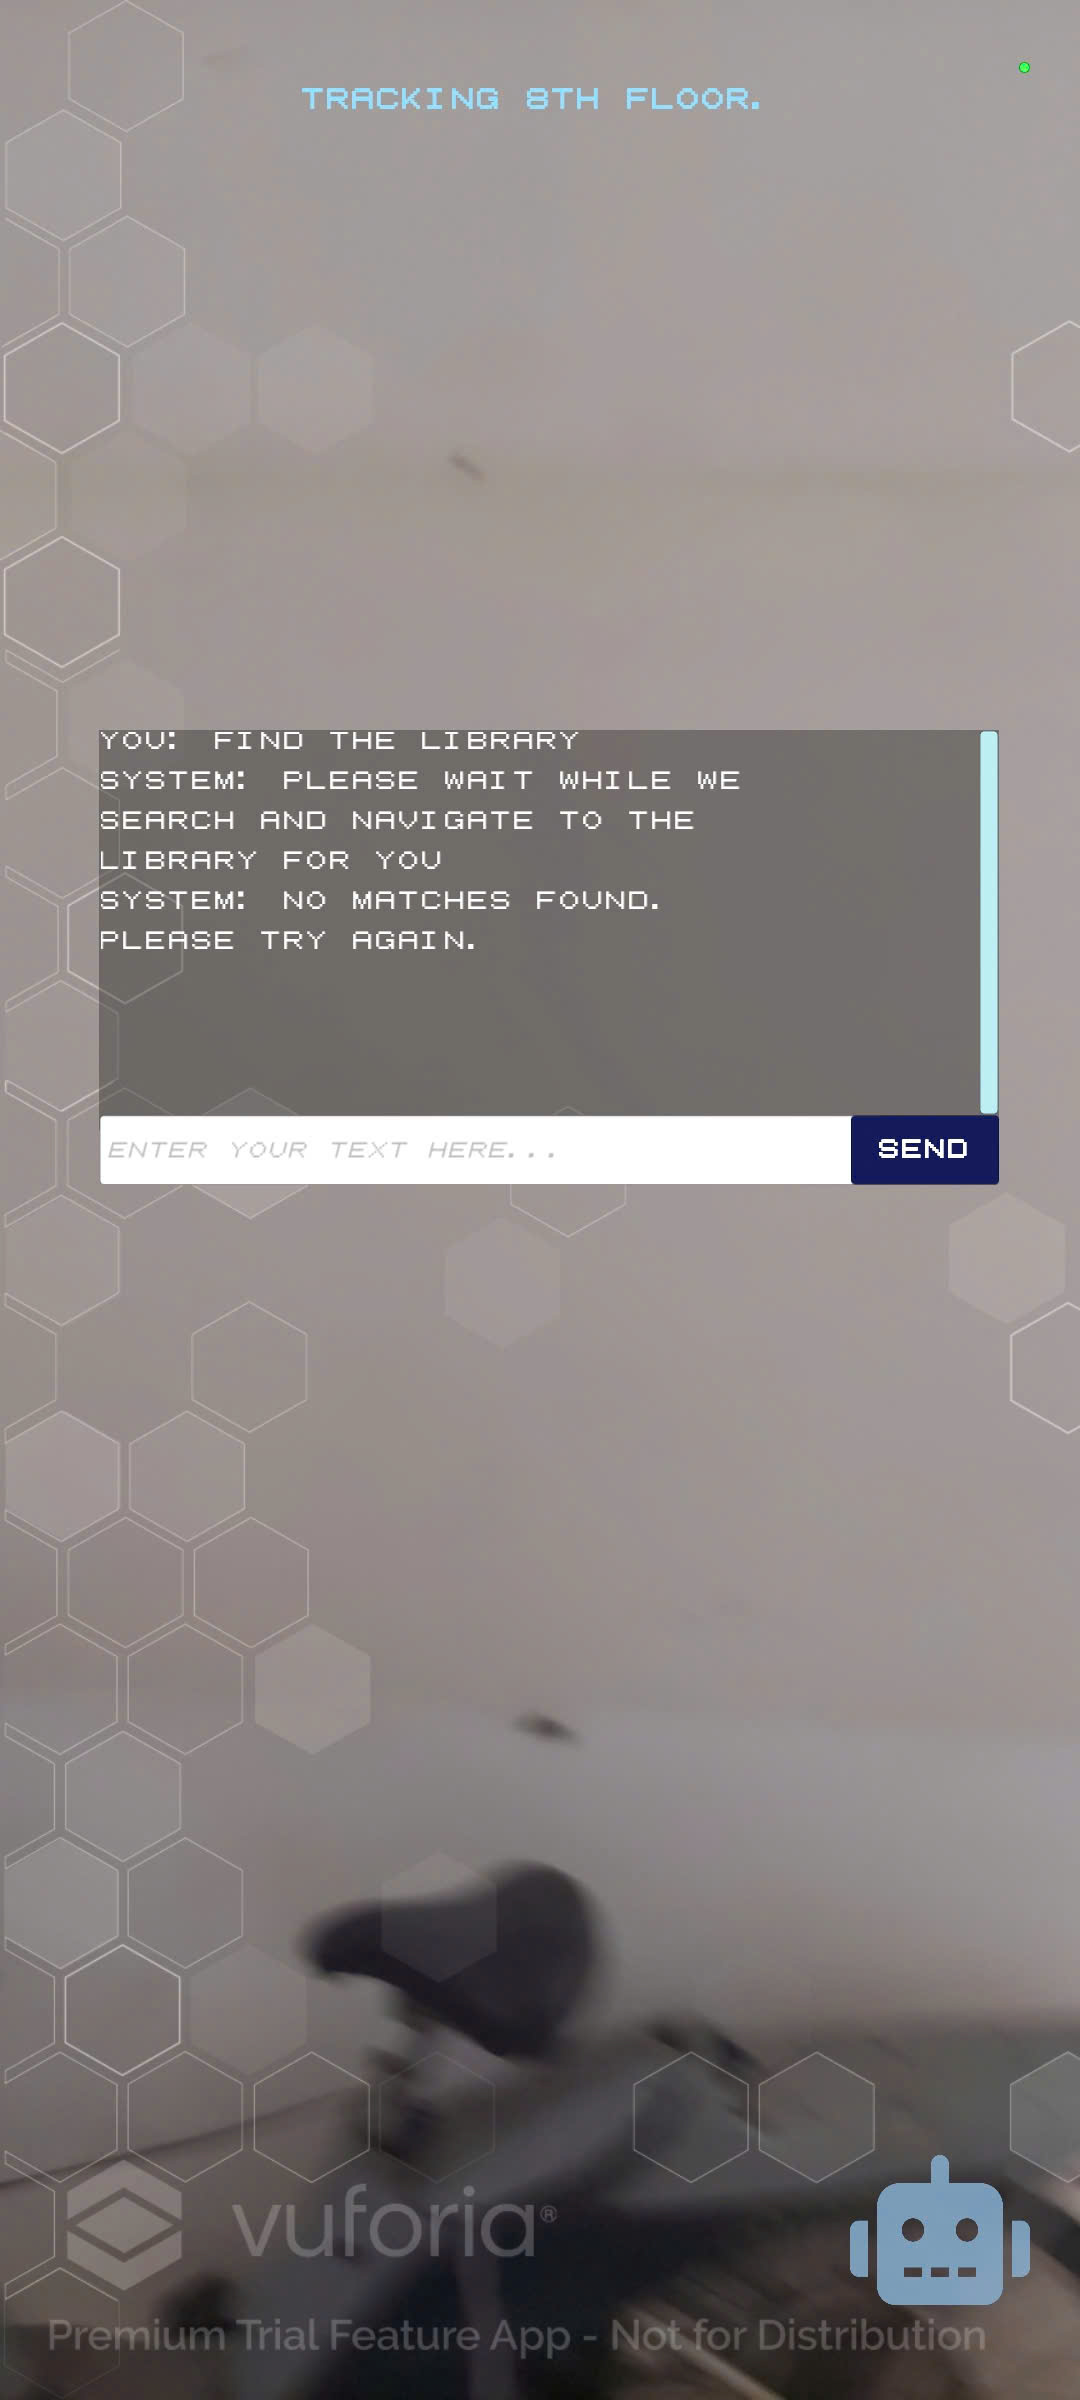 TRACKING 8TH FLOOR.
YOU: FIND THE LIBRARY
SYSTEM: PLEASE WAIT WHILE WE
SEARCH AND NAVIGATE TO THE
LIBRARY FOR YOU
SYSTEM: NO MATCHES FOUND.
PLEASE TRY AGAIN.
ENTER YOUR TEXT HERE...
SEND
vuforia®
Premium Trial Feature App - Not for Distribution